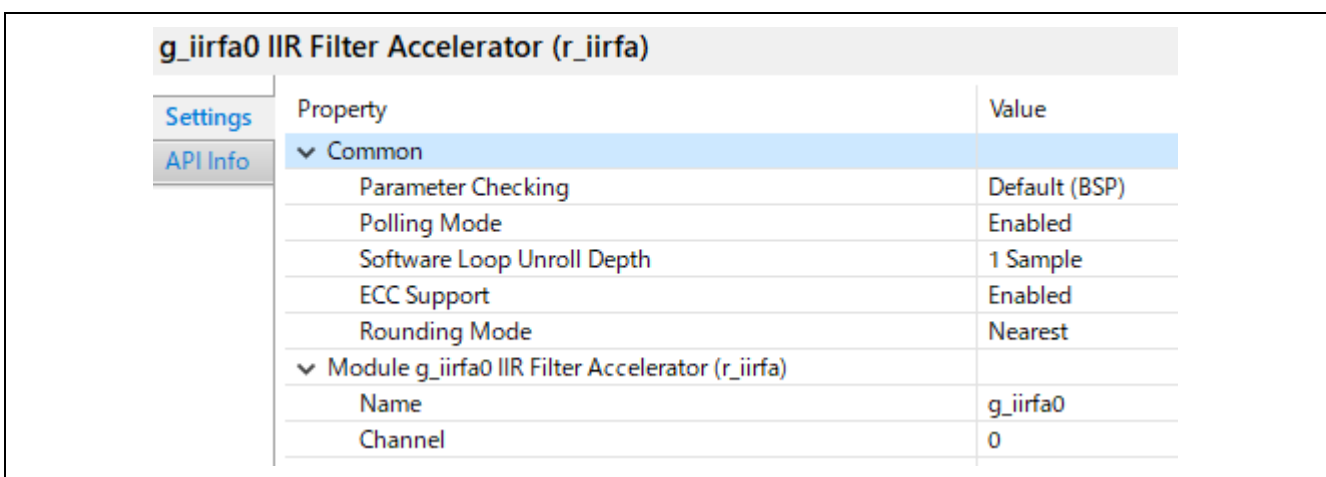 g_iirfa0 IIR Filter Accelerator (r_iirfa)
Settings
API Info
Property Value
Common
Parameter Checking Default (BSP)
Polling Mode Enabled
Software Loop Unroll Depth 1 Sample
ECC Support Enabled
Rounding Mode Nearest
Module g_iirfa0 IIR Filter Accelerator (r_iirfa)
Name g_iirfa0
Channel 0